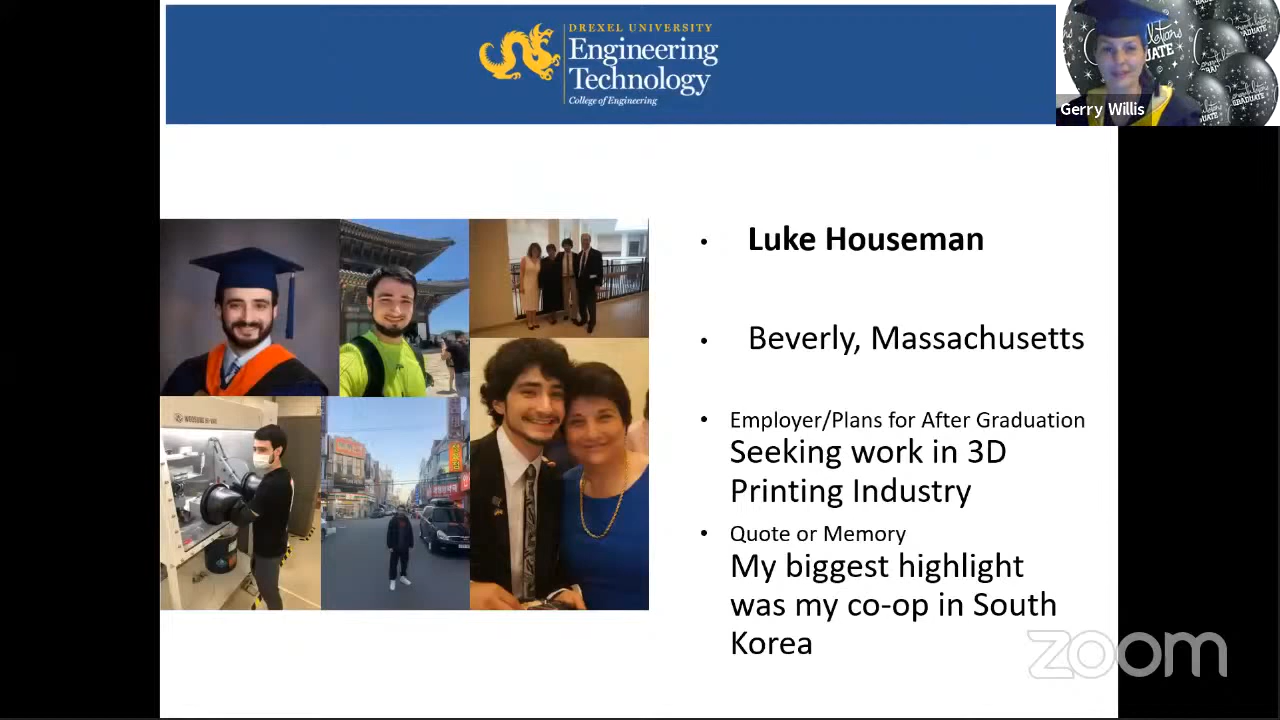 DREXEL UNIVERSITY
Engineering
Technology
College of Engineering
Gerry Willis
• Luke Houseman
• Beverly, Massachusetts
• Employer/Plans for After Graduation
Seeking work in 3D
Printing Industry
• Quote or Memory
My biggest highlight
was my co-op in South
Korea
zoom